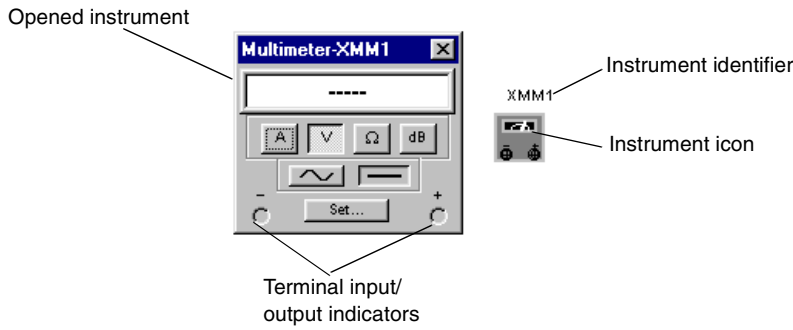 Opened instrument
Multimeter-XMM1
-----
A V Ω dB
Set...
- +
Terminal input/
output indicators
XMM1
Instrument identifier
- +
Instrument icon